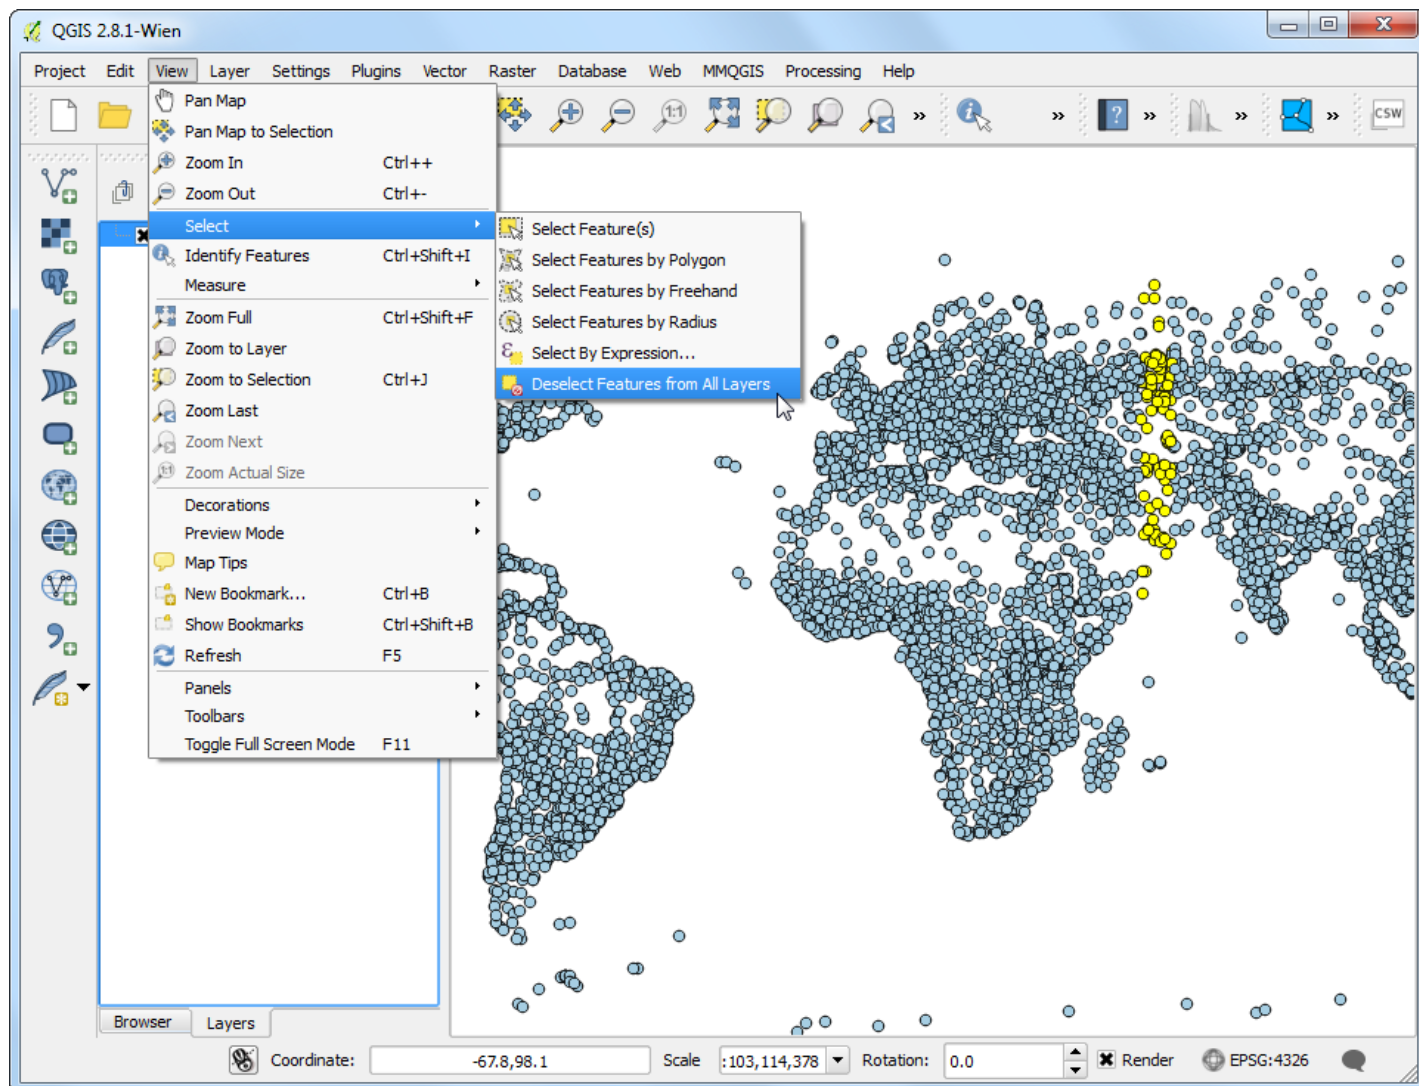 QGIS 2.8.1-Wien
Project Edit View Layer Settings Plugins Vector Raster Database Web MMQGIS Processing Help
Pan Map
1:1
»
»
?
»
»
»
CSW
Pan Map to Selection
Zoom In Ctrl++
Zoom Out Ctrl+-
Select
Select Feature(s)
Identify Features Ctrl+Shift+I
Select Features by Polygon
Measure
Select Features by Freehand
Zoom Full Ctrl+Shift+F
Select Features by Radius
Zoom to Layer
Select By Expression...
Zoom to Selection Ctrl+J
Deselect Features from All Layers
Zoom Last
Zoom Next
Zoom Actual Size
Decorations
Preview Mode
Map Tips
New Bookmark... Ctrl+B
Show Bookmarks Ctrl+Shift+B
Refresh F5
Panels
Toolbars
Toggle Full Screen Mode F11
Browser Layers
Coordinate: -67.8,98.1 Scale :103,114,378 Rotation: 0.0 Render EPSG:4326